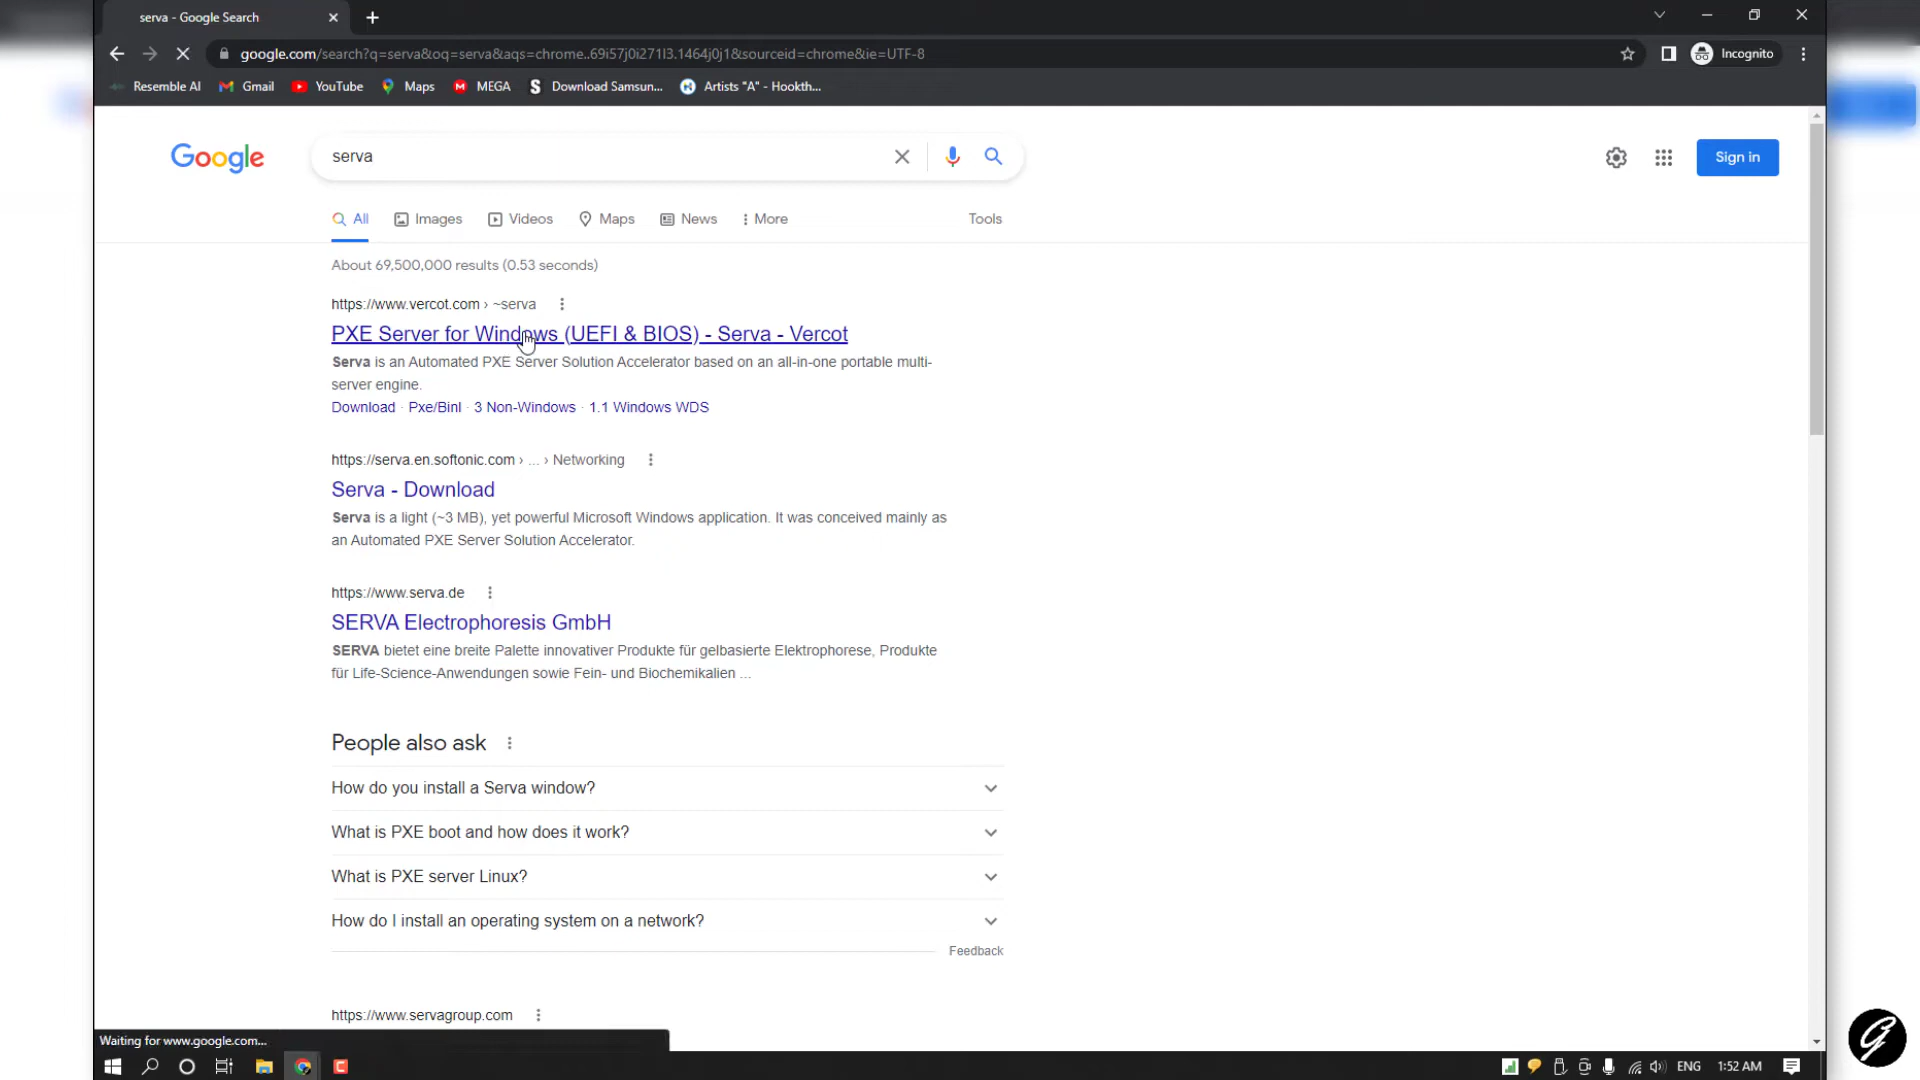 serva - Google Search
google.com/search?q=serva&oq=serva&aqs=chrome..69i57j0i271l3.1464j0j1&sourceid=chrome&ie=UTF-8
Incognito
Resemble AI Gmail YouTube Maps MEGA Download Samsun... Artists "A" - Hookth...
Google
serva
Sign in
All Images Videos Maps News More Tools
About 69,500,000 results (0.53 seconds)
https://www.vercot.com › ~serva
PXE Server for Windows (UEFI & BIOS) - Serva - Vercot
Serva is an Automated PXE Server Solution Accelerator based on an all-in-one portable multi-
server engine.
Download · Pxe/Binl · 3 Non-Windows · 1.1 Windows WDS
https://serva.en.softonic.com › ... › Networking
Serva - Download
Serva is a light (~3 MB), yet powerful Microsoft Windows application. It was conceived mainly as
an Automated PXE Server Solution Accelerator.
https://www.serva.de
SERVA Electrophoresis GmbH
SERVA bietet eine breite Palette innovativer Produkte für gelbasierte Elektrophorese, Produkte
für Life-Science-Anwendungen sowie Fein- und Biochemikalien ...
People also ask
How do you install a Serva window?
What is PXE boot and how does it work?
What is PXE server Linux?
How do I install an operating system on a network?
Feedback
https://www.servagroup.com
Waiting for www.google.com...
ENG 1:52 AM